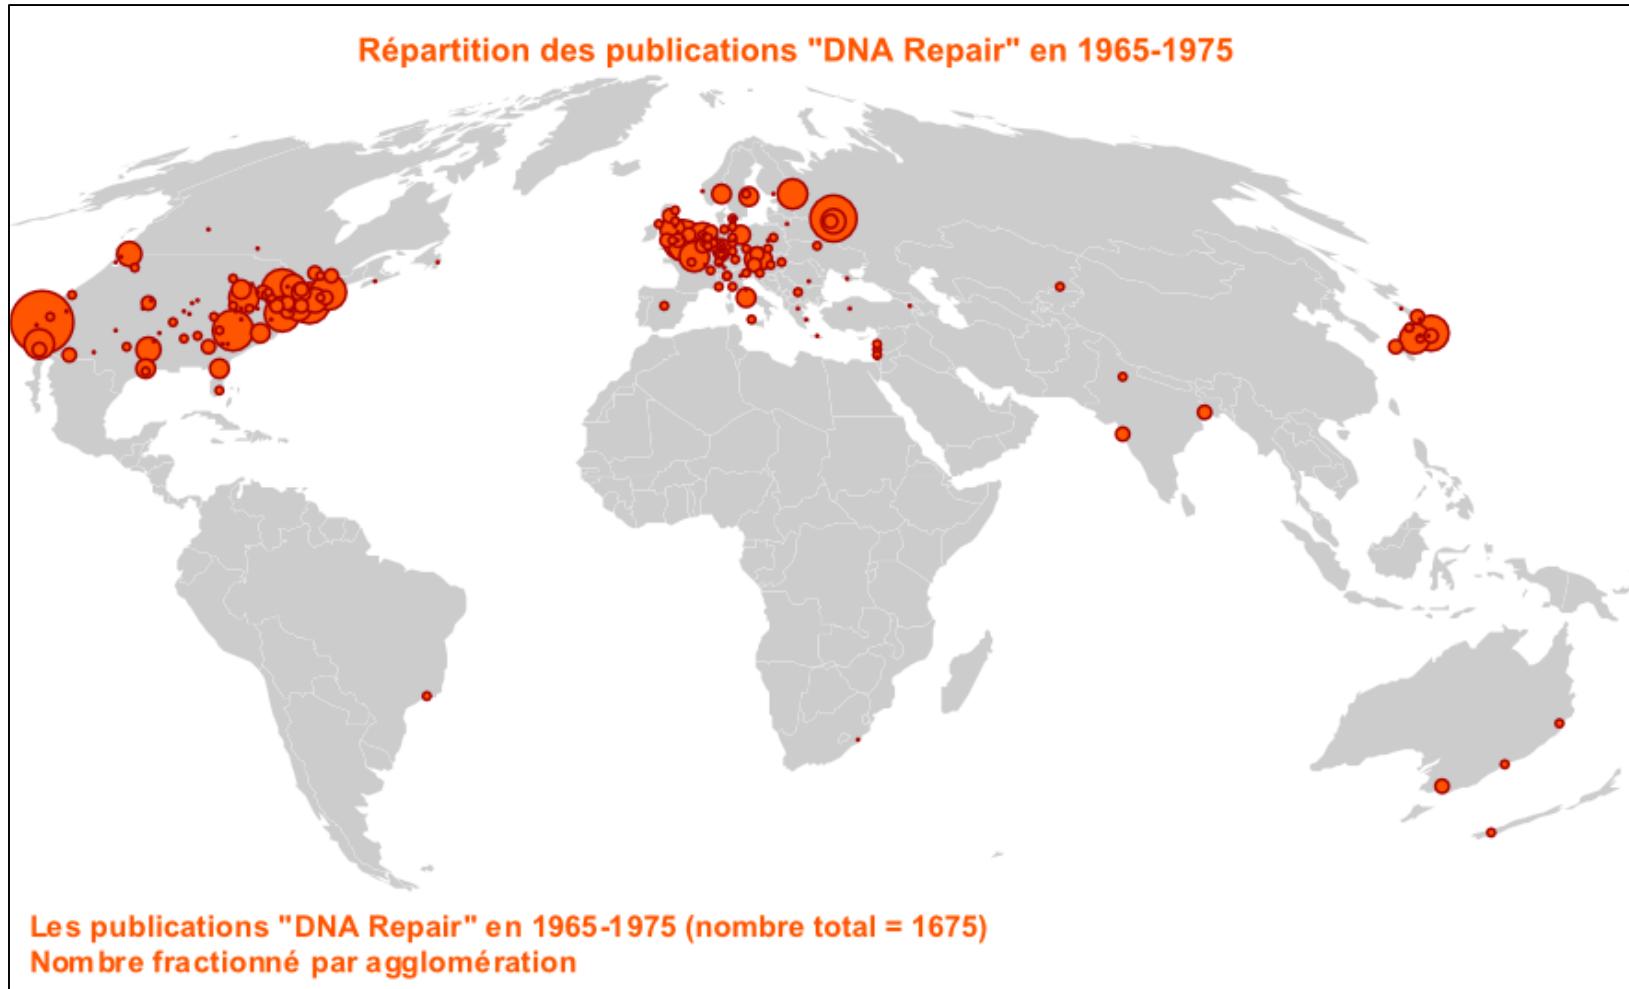 Répartition des publications "DNA Repair" en 1965-1975
Les publications "DNA Repair" en 1965-1975 (nombre total = 1675)
Nombre fractionné par agglomération